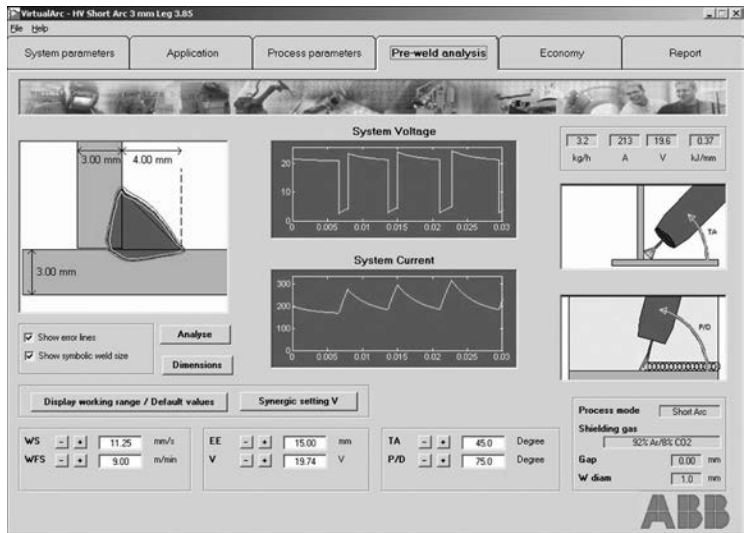 VirtualArc - HV Short Arc 3 mm Leg 3.85
File Help
System parameters
Application
Process parameters
Pre-weld analysis
Economy
Report
3.00 mm
4.00 mm
3.00 mm
System Voltage
20
10
0
0 0.005 0.01 0.015 0.02 0.025 0.03
System Current
300
200
100
0 0.005 0.01 0.015 0.02 0.025 0.03
3.2 213 19.6 0.37
kg/h A V kJ/mm
TA
P/D
Show error lines
Show symbolic weld size
Analyse
Dimensions
Display working range / Default values
Synergic setting V
WS - + 11.25 mm/s
WFS - + 9.00 m/min
EE - + 15.00 mm
V - + 19.74 V
TA - + 45.0 Degree
P/D - + 75.0 Degree
Process mode Short Arc
Shielding gas
92% Ar/8% CO2
Gap 0.00 mm
W diam 1.0 mm
ABB